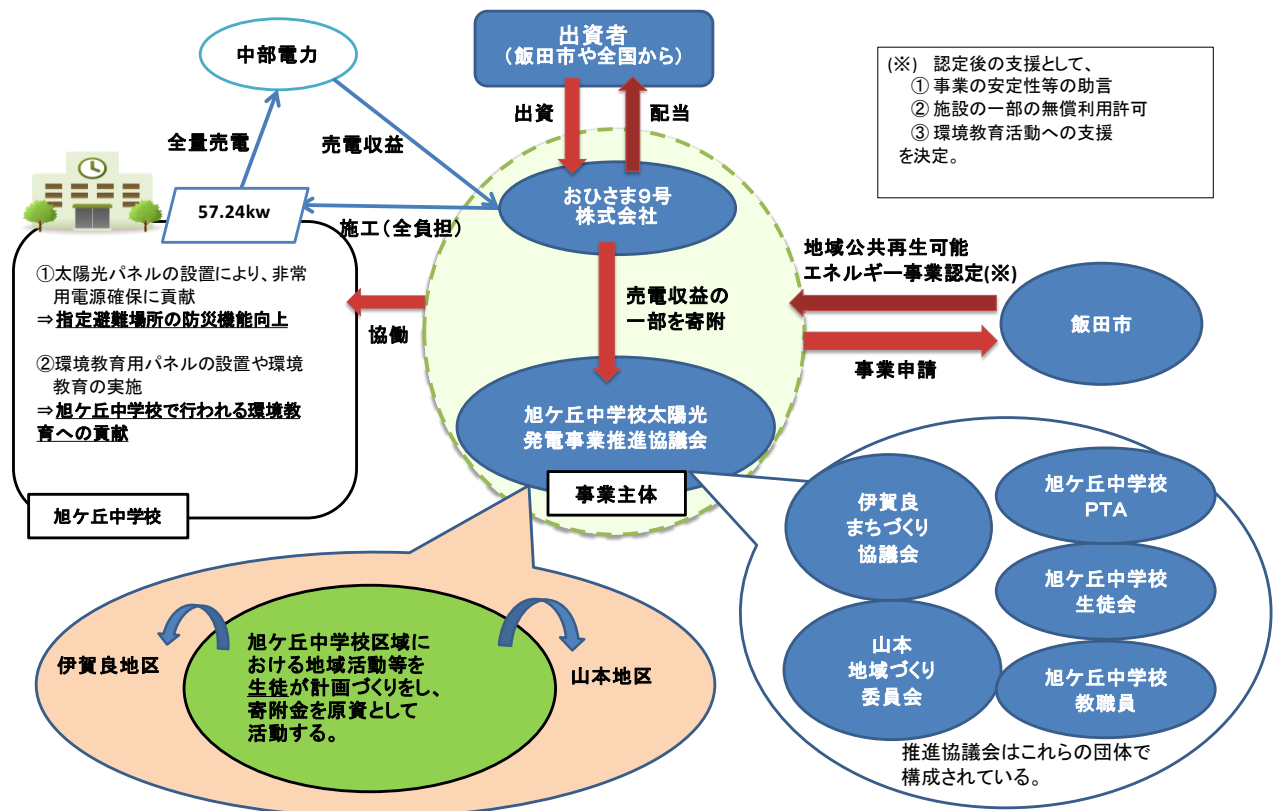 出資者
(飯田市や全国から)
中部電力
(※) 認定後の支援として、
① 事業の安定性等の助言
② 施設の一部の無償利用許可
③ 環境教育活動への支援
を決定。
出資
配当
全量売電
売電収益
おひさま9号
株式会社
57.24kw
施工(全負担)
地域公共再生可能
エネルギー事業認定(※)
①太陽光パネルの設置により、非常
用電源確保に貢献
⇒指定避難場所の防災機能向上
②環境教育用パネルの設置や環境
教育の実施
⇒旭ケ丘中学校で行われる環境教
育への貢献
旭ケ丘中学校
協働
売電収益の
一部を寄附
飯田市
事業申請
旭ケ丘中学校太陽光
発電事業推進協議会
事業主体
伊賀良
まちづくり
協議会
旭ケ丘中学校
PTA
旭ケ丘中学校
生徒会
山本
地域づくり
委員会
旭ケ丘中学校
教職員
推進協議会はこれらの団体で
構成されている。
伊賀良地区
旭ケ丘中学校区域に
おける地域活動等を
生徒が計画づくりをし、
寄附金を原資として
活動する。
山本地区